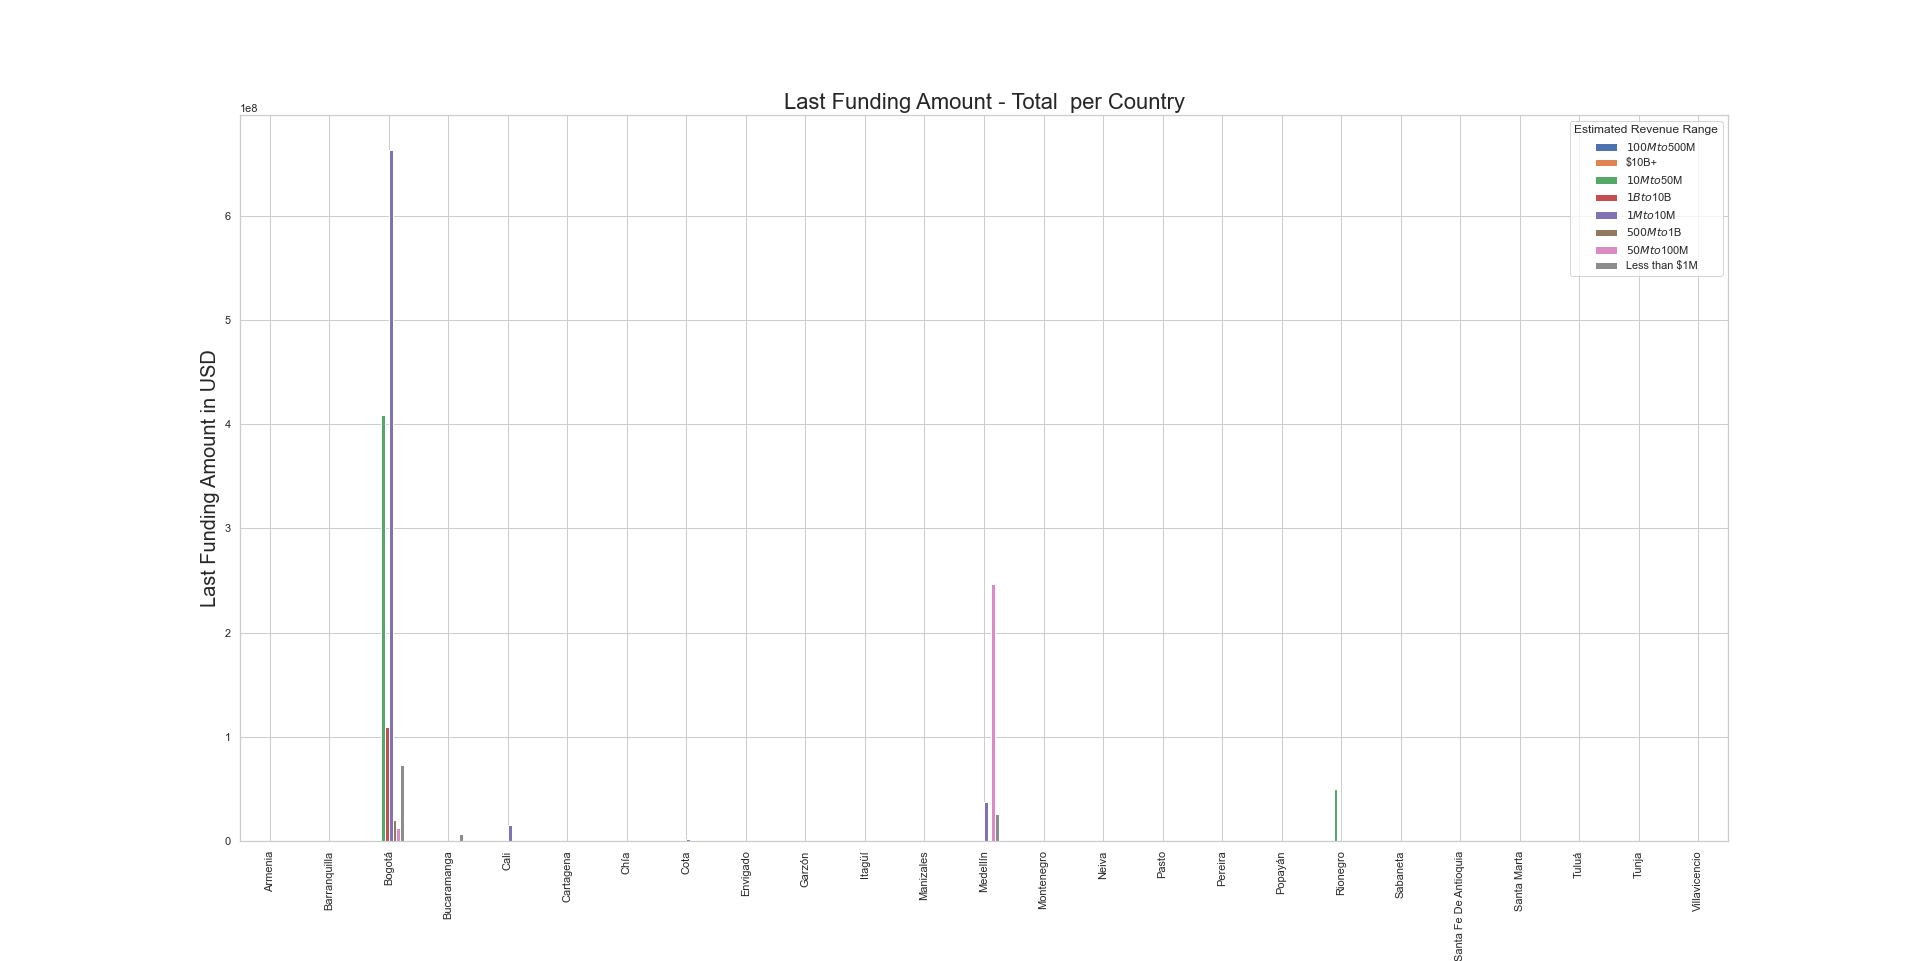 Last Funding Amount - Total  per Country
1e8
Last Funding Amount in USD
6
5
4
3
2
1
0
Estimated Revenue Range
100Mto500M
$10B+
10Mto50M
1Bto10B
1Mto10M
500Mto1B
50Mto100M
Less than $1M
Armenia
Barranquilla
Bogotá
Bucaramanga
Cali
Cartagena
Chía
Cota
Envigado
Garzón
Itagüí
Manizales
Medellín
Montenegro
Neiva
Pasto
Pereira
Popayán
Rionegro
Sabaneta
Santa Fe De Antioquia
Santa Marta
Tuluá
Tunja
Villavicencio